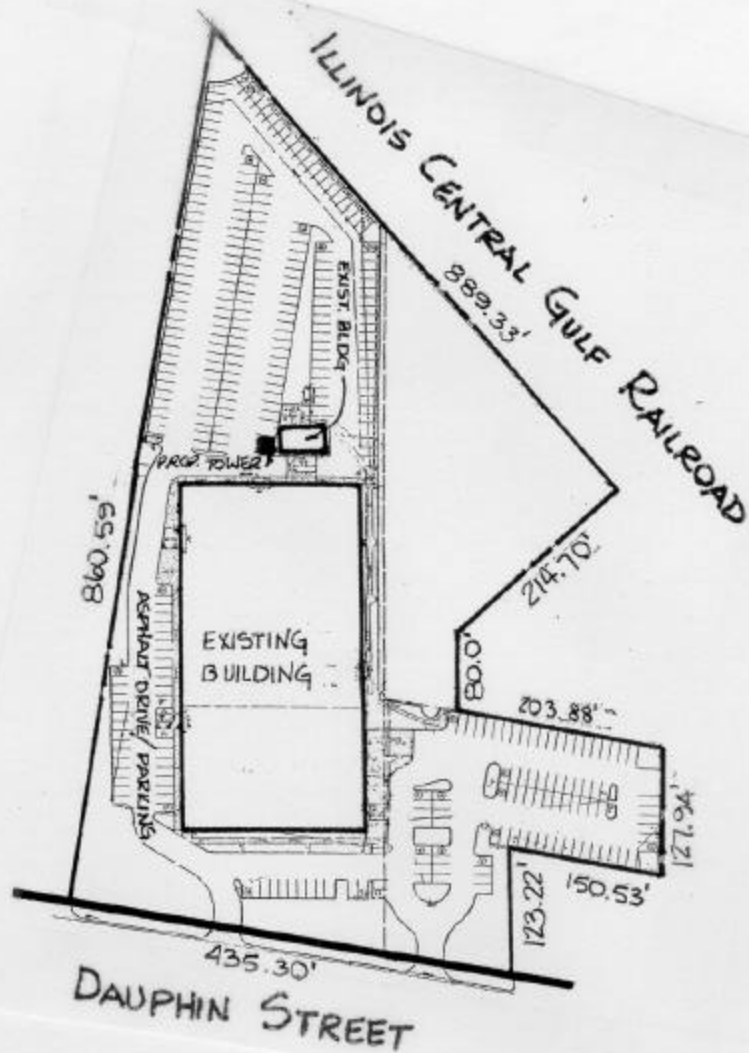 ILLINOIS CENTRAL GULF RAILROAD
889.33'
EXIST. BLDG
PROP. TOWER
860.59'
214.70'
80.0'
EXISTING
BUILDING
ASPHALT DRIVE/PARKING
203.88'
127.94'
150.53'
123.22'
435.30'
DAUPHIN STREET